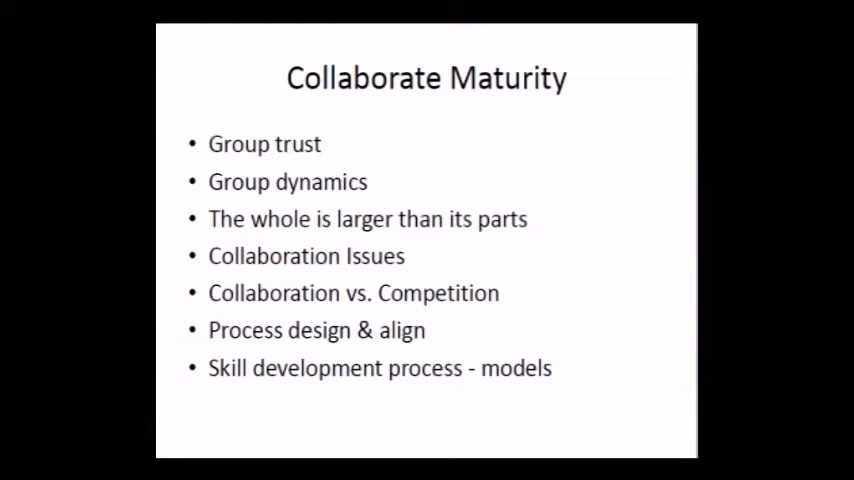 Collaborate Maturity
• Group trust
• Group dynamics
• The whole is larger than its parts
• Collaboration Issues
• Collaboration vs. Competition
• Process design & align
• Skill development process - models